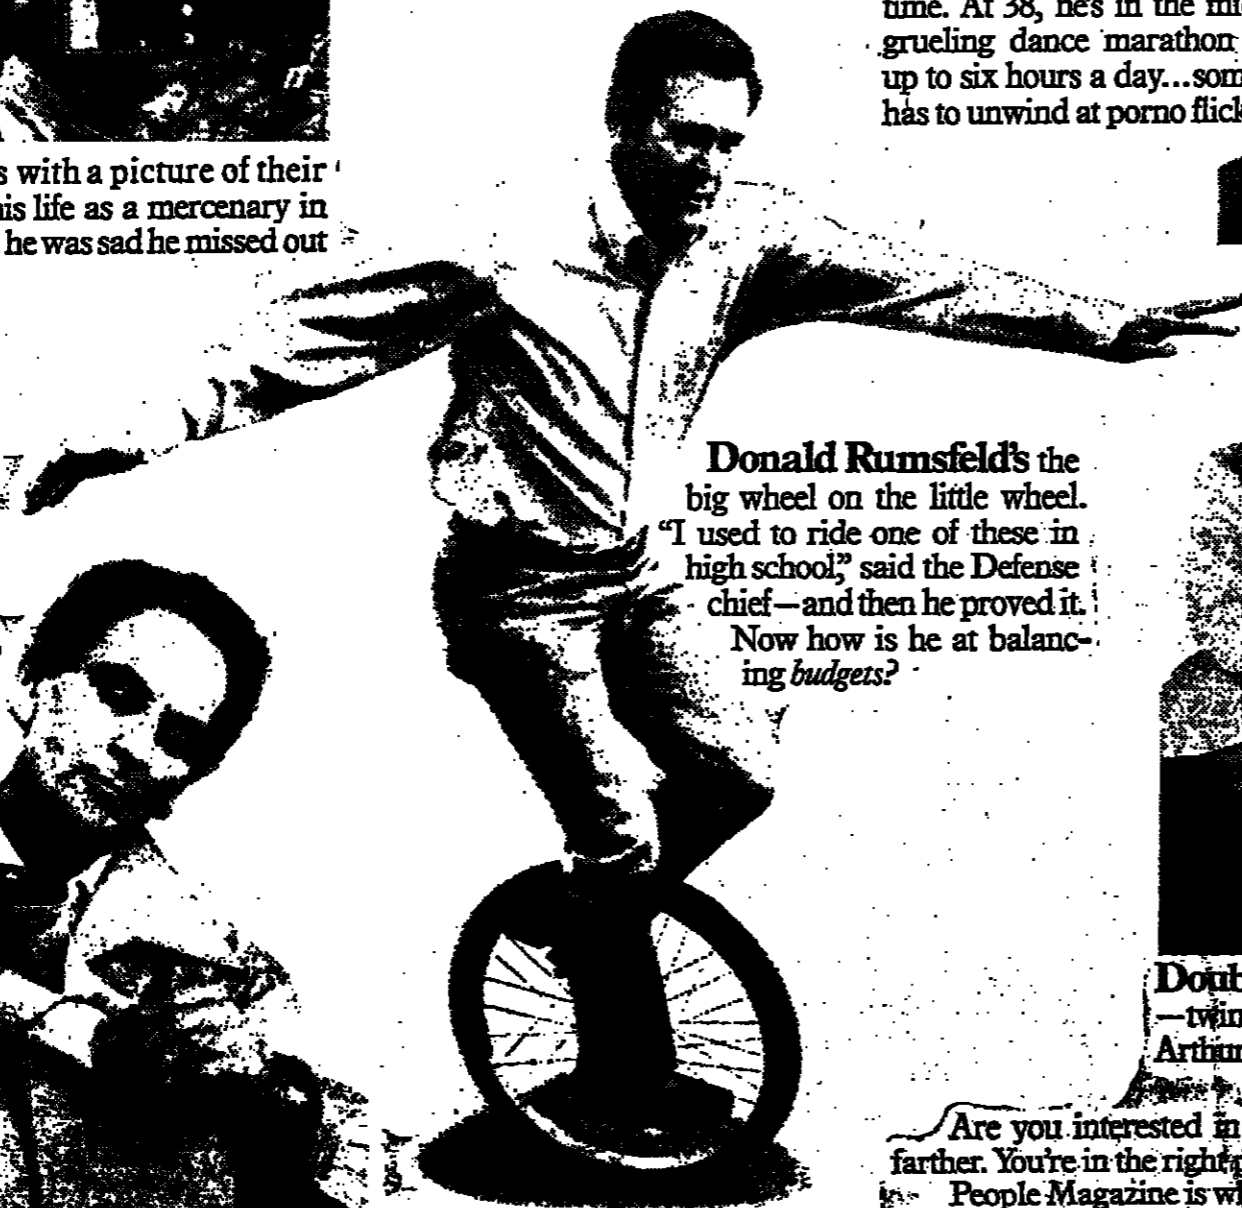 time. At 38, he's in the
grueling dance marathon
up to six hours a day...som
has to unwind at porno flick
s with a picture of their
his life as a mercenary in
he was sad he missed out
Donald Rumsfeld's the
big wheel on the little wheel.
“I used to ride one of these in
high school,” said the Defense
chief—and then he proved it.
Now how is he at balanc-
ing budgets?
Doub
—twin
Arthur
Are you interested in
farther. You're in the right
People Magazine is wh